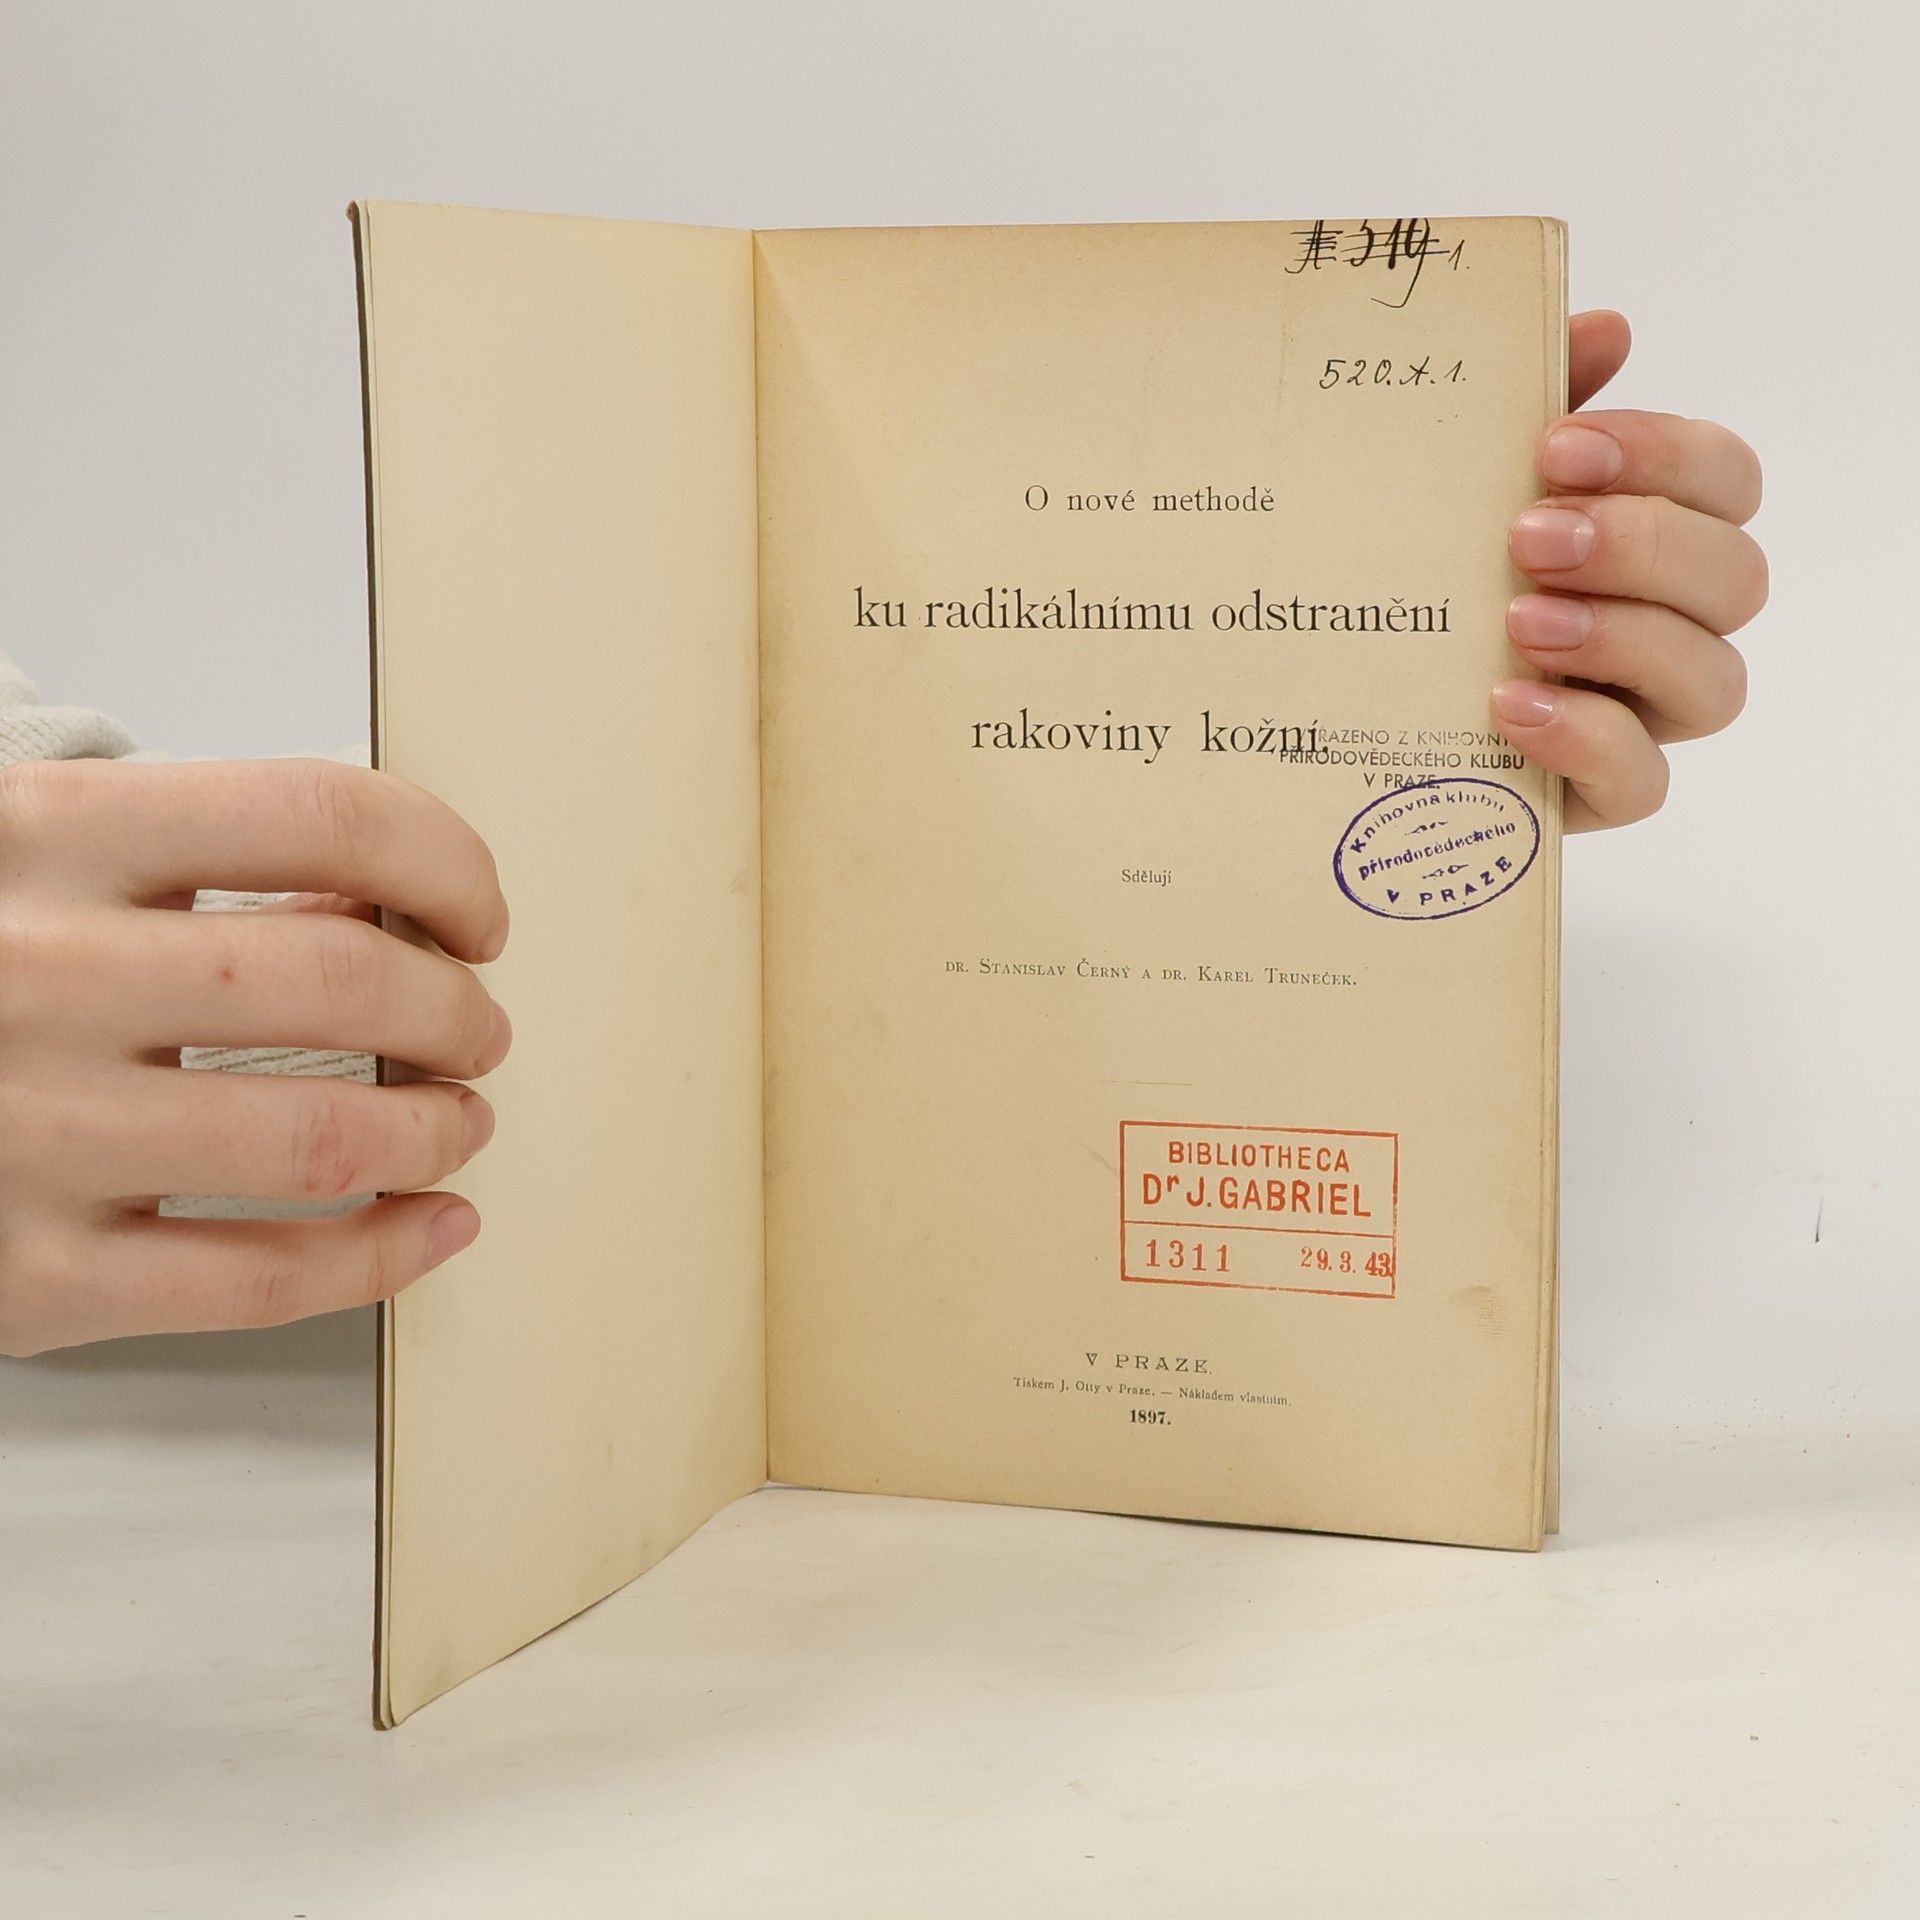 1.
520. A. 1.
O nové methodě
ku radikálnímu odstranění
rakoviny kožní.
VYŘAZENO Z KNIHOVNY
PŘÍRODOVĚDECKÉHO KLUBU
V PRAZE.
Knihovna klubu
přírodovědeckého
V PRAZE
Sdělují
DR. STANISLAV ČERNÝ A DR. KAREL TRUNEČEK.
BIBLIOTHECA
Dr J. GABRIEL
1311 29. 3. 43
V PRAZE.
Tiskem J. Otty v Praze. — Nákladem vlastním.
1897.